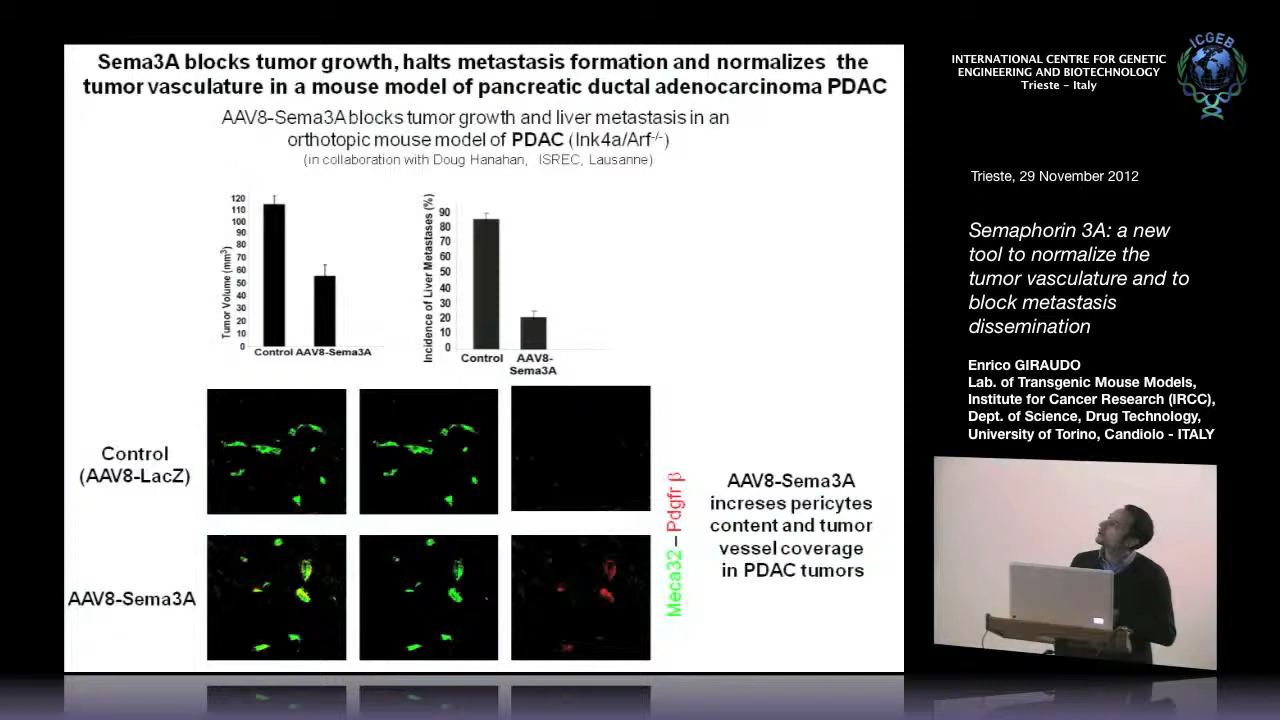 Sema3A blocks tumor growth, halts metastasis formation and normalizes the
tumor vasculature in a mouse model of pancreatic ductal adenocarcinoma PDAC
AAV8-Sema3A blocks tumor growth and liver metastasis in an
orthotopic mouse model of PDAC (Ink4a/Arf-/-)
(in collaboration with Doug Hanahan, ISREC, Lausanne)
Tumor Volume (mm3)
120
110
100
90
80
70
60
50
40
30
20
10
0
Control AAV8-Sema3A
Incidence of Liver Metastases (%)
90
80
70
60
50
40
30
20
10
0
Control
AAV8-
Sema3A
Control
(AAV8-LacZ)
AAV8-Sema3A
Meca32 – Pdgfr β
AAV8-Sema3A
increses pericytes
content and tumor
vessel coverage
in PDAC tumors
INTERNATIONAL CENTRE FOR GENETIC
ENGINEERING AND BIOTECHNOLOGY
Trieste - Italy
ICGEB
Trieste, 29 November 2012
Semaphorin 3A: a new
tool to normalize the
tumor vasculature and to
block metastasis
dissemination
Enrico GIRAUDO
Lab. of Transgenic Mouse Models,
Institute for Cancer Research (IRCC),
Dept. of Science, Drug Technology,
University of Torino, Candiolo - ITALY